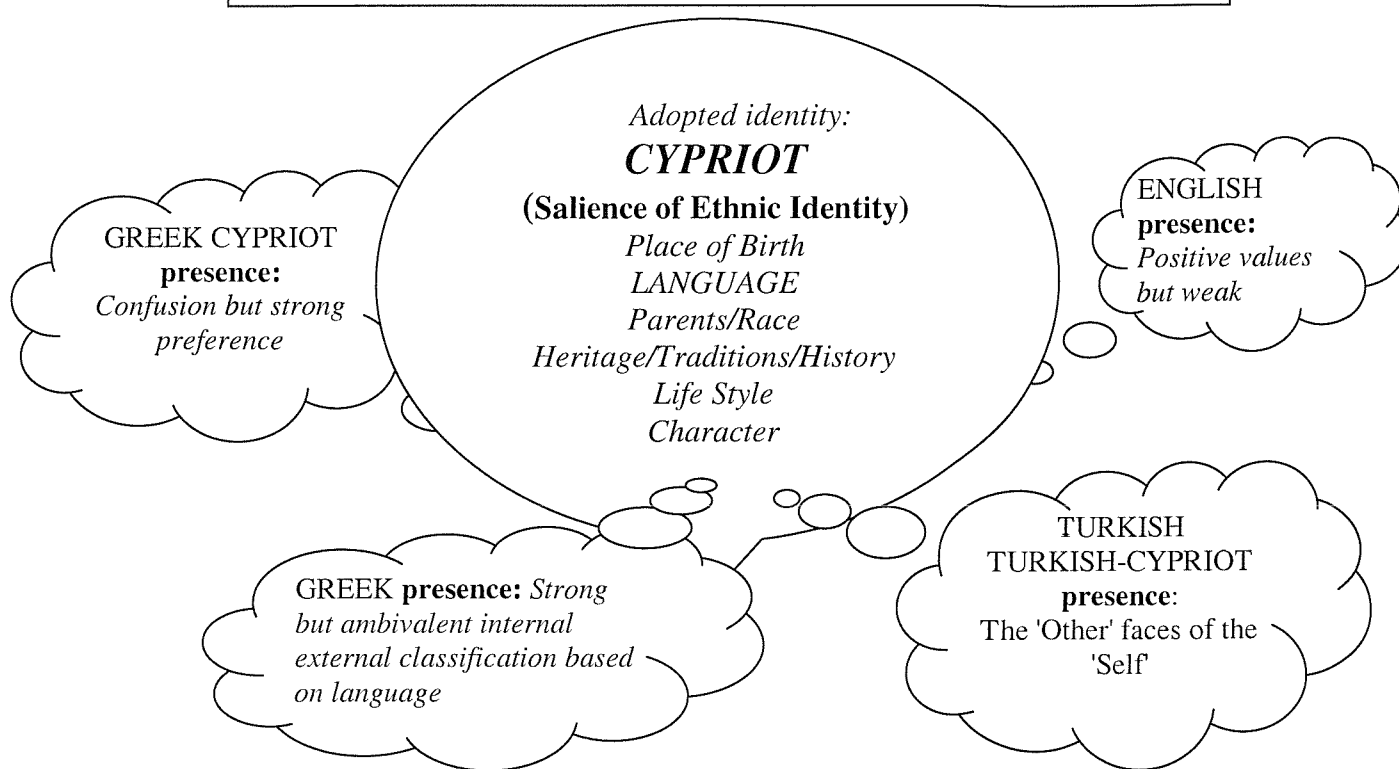 Adopted identity:
CYPRIOT
(Salience of Ethnic Identity)
Place of Birth
LANGUAGE
Parents/Race
Heritage/Traditions/History
Life Style
Character
GREEK CYPRIOT
presence:
Confusion but strong
preference
ENGLISH
presence:
Positive values
but weak
GREEK presence: Strong
but ambivalent internal
external classification based
on language
TURKISH
TURKISH-CYPRIOT
presence:
The 'Other' faces of the
'Self'